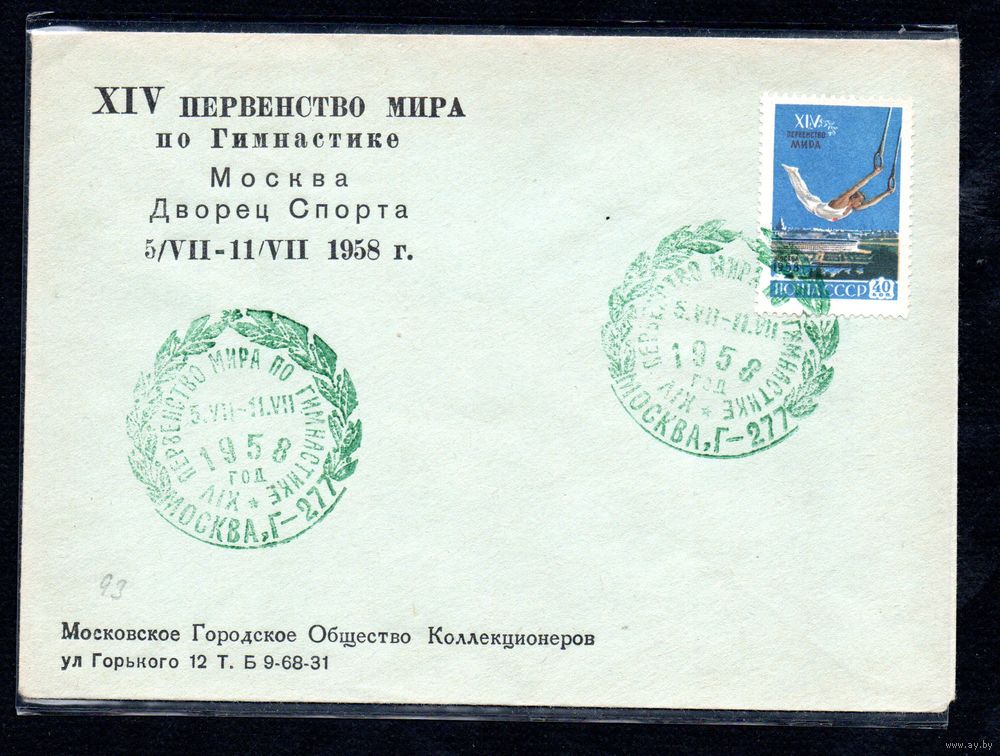 XIV ПЕРВЕНСТВО МИРА
по Гимнастике
Москва
Дворец Спорта
5/VII-11/VII 1958 г.
XIV
ПЕРВЕНСТВО
МИРА
1958
ПОЧТА СССР 40
КОП.
XIV ПЕРВЕНСТВО МИРА ПО ГИМНАСТИКЕ
5.VII-11.VII
1958
ГОД
МОСКВА, Г-277
XIV ПЕРВЕНСТВО МИРА ГИМНАСТИКЕ
5.VII-11.VII
1958
ГОД
МОСКВА, Г-277
93
Московское Городское Общество Коллекционеров
ул Горького 12 Т. Б 9-68-31
www.ay.by